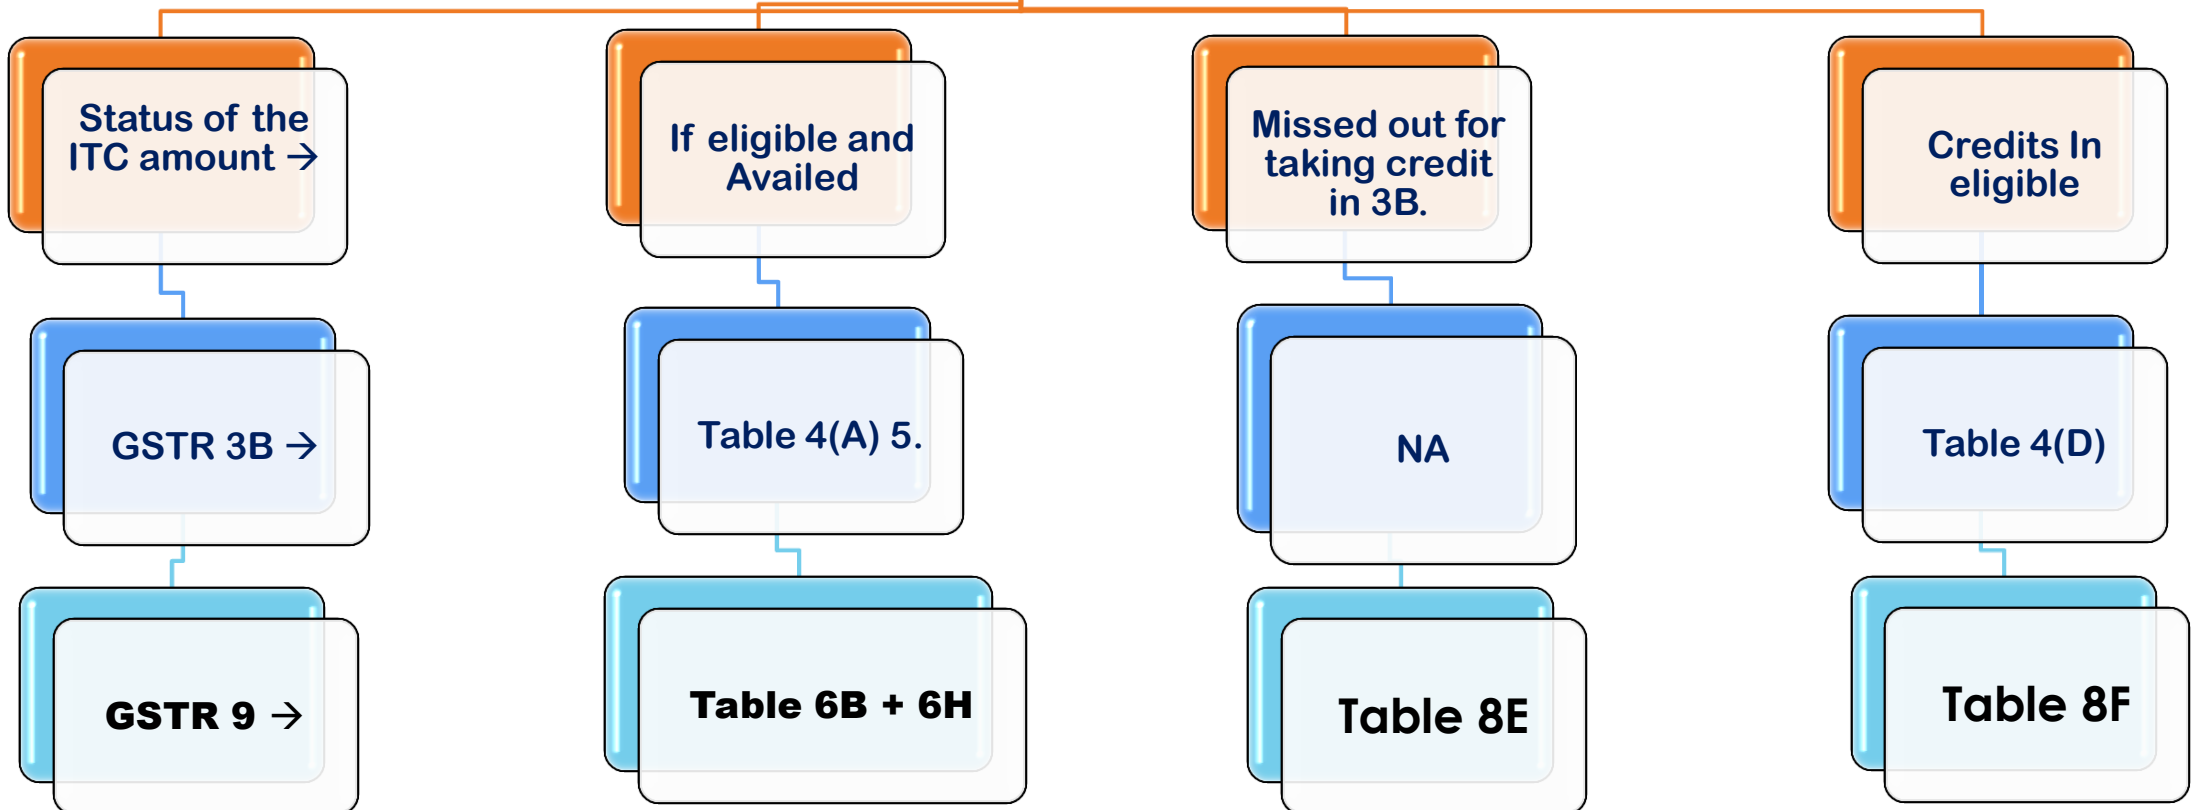 Status of the
ITC amount →
If eligible and
Availed
Missed out for
taking credit
in 3B.
Credits In
eligible
GSTR 3B →
Table 4(A) 5.
NA
Table 4(D)
GSTR 9 →
Table 6B + 6H
Table 8E
Table 8F